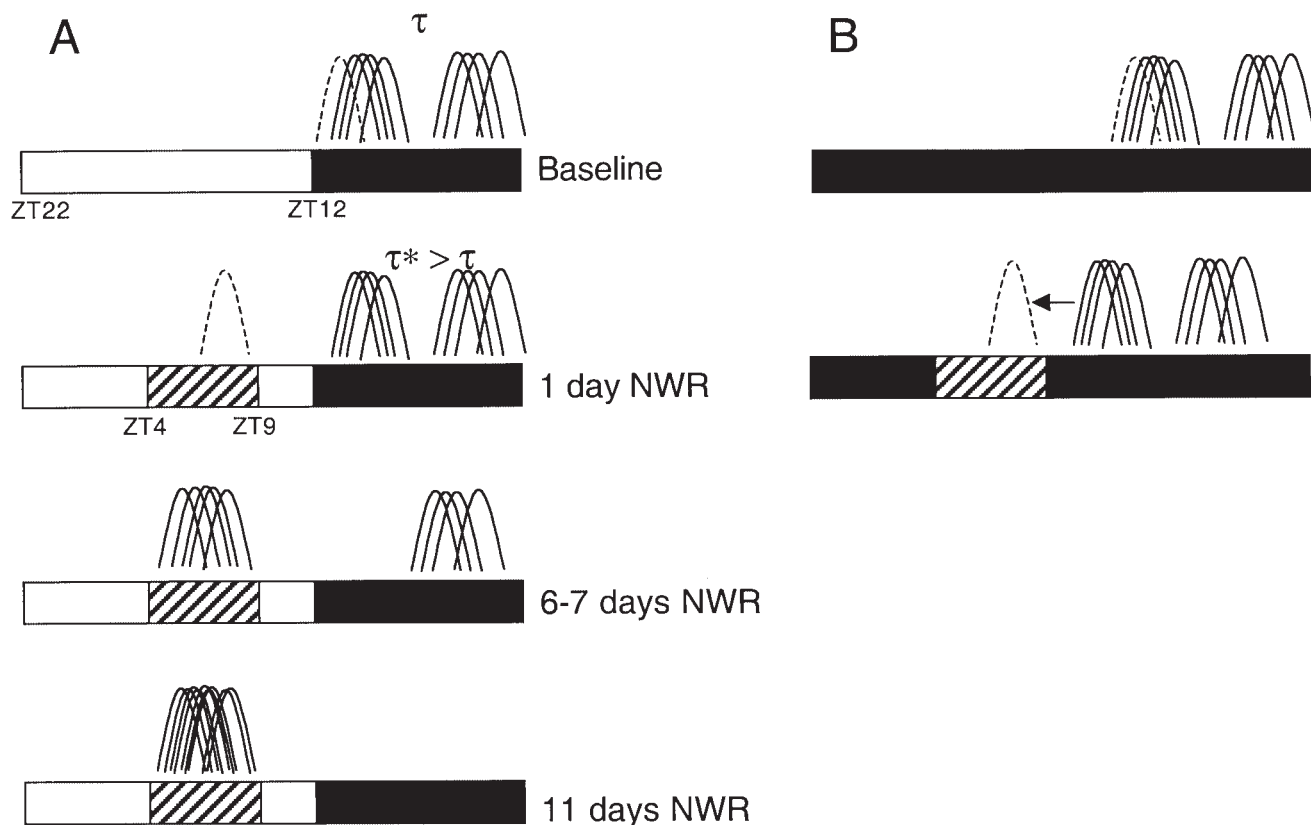 A
B
τ
Baseline
ZT22
ZT12
τ* > τ
1 day NWR
ZT4
ZT9
6-7 days NWR
11 days NWR